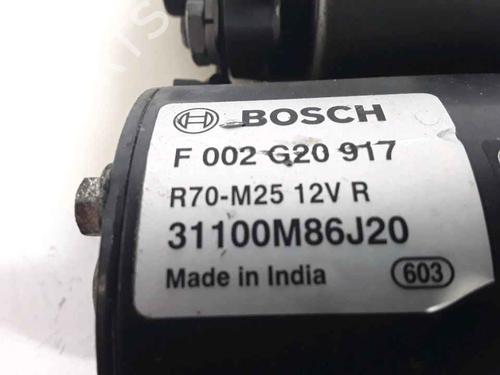 BOSCH
F 002 G20 917
R70-M25 12V R
31100M86J20
Made in India 603